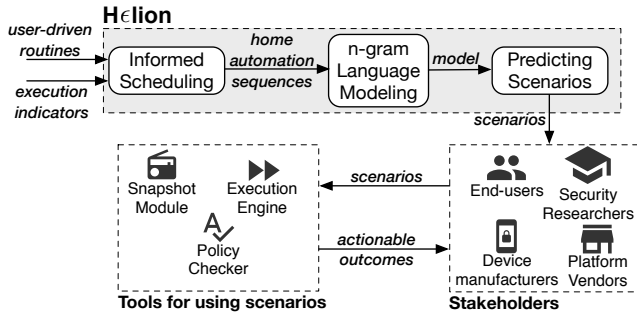 Hϵlion
user-driven
routines
execution
indicators
Informed
Scheduling
home
automation
sequences
n-gram
Language
Modeling
model
Predicting
Scenarios
scenarios
Snapshot
Module
Execution
Engine
Policy
Checker
Tools for using scenarios
scenarios
actionable
outcomes
End-users
Security
Researchers
Device
manufacturers
Platform
Vendors
Stakeholders